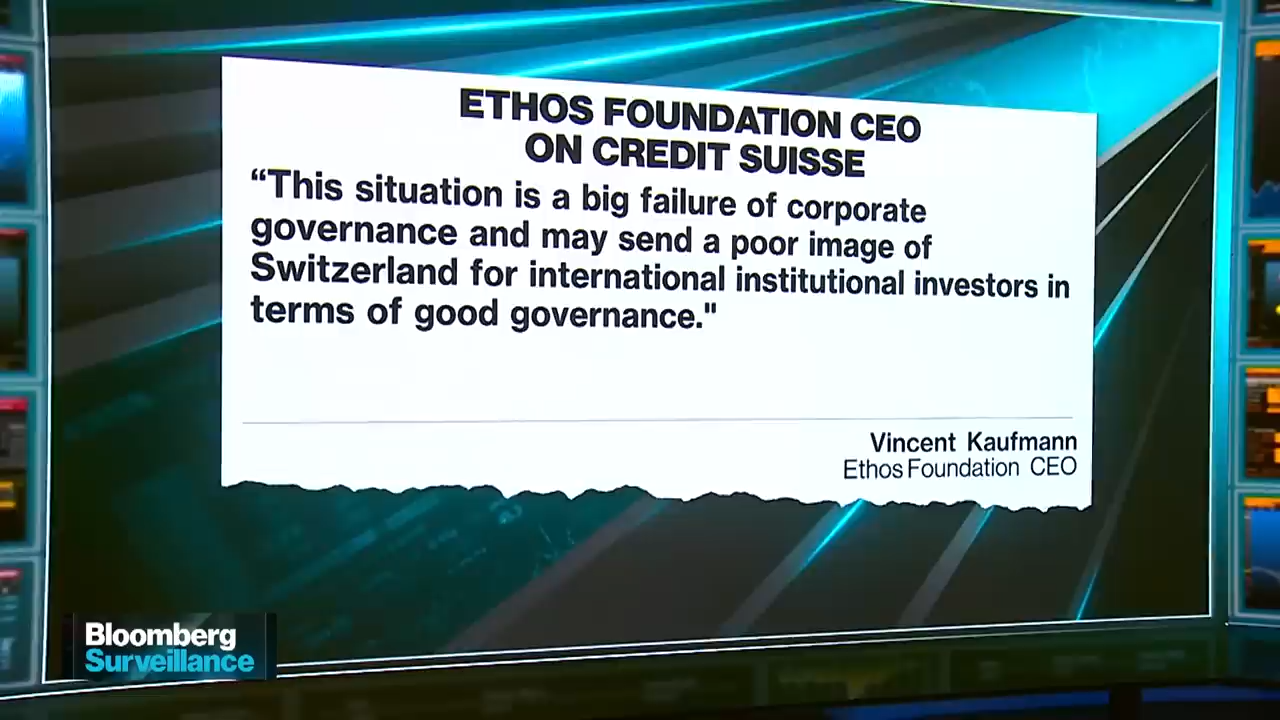 ETHOS FOUNDATION CEO
ON CREDIT SUISSE
“This situation is a big failure of corporate
governance and may send a poor image of
Switzerland for international institutional investors in
terms of good governance."
Vincent Kaufmann
Ethos Foundation CEO
Bloomberg
Surveillance